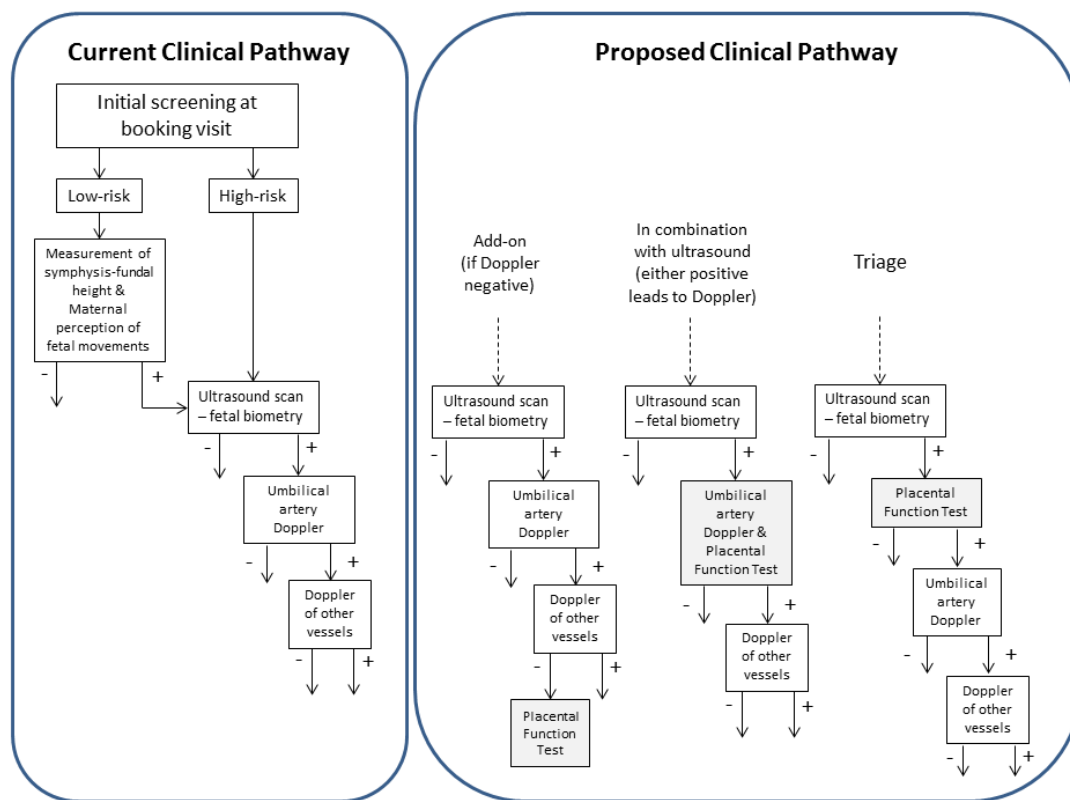 Current Clinical Pathway
Initial screening at
booking visit
Low-risk
High-risk
Measurement of
symphysis-fundal
height &
Maternal
perception of
fetal movements
-
+
Ultrasound scan
– fetal biometry
-
+
Umbilical
artery
Doppler
-
+
Doppler
of other
vessels
-
+
Proposed Clinical Pathway
Add-on
(if Doppler
negative)
Ultrasound scan
– fetal biometry
-
+
Umbilical
artery
Doppler
-
+
Doppler
of other
vessels
-
+
Placental
Function
Test
In combination
with ultrasound
(either positive
leads to Doppler)
Ultrasound scan
– fetal biometry
-
+
Umbilical
artery
Doppler &
Placental
Function Test
-
+
Doppler
of other
vessels
-
+
Triage
Ultrasound scan
– fetal biometry
-
+
Placental
Function Test
-
+
Umbilical
artery
Doppler
-
+
Doppler
of other
vessels
-
+